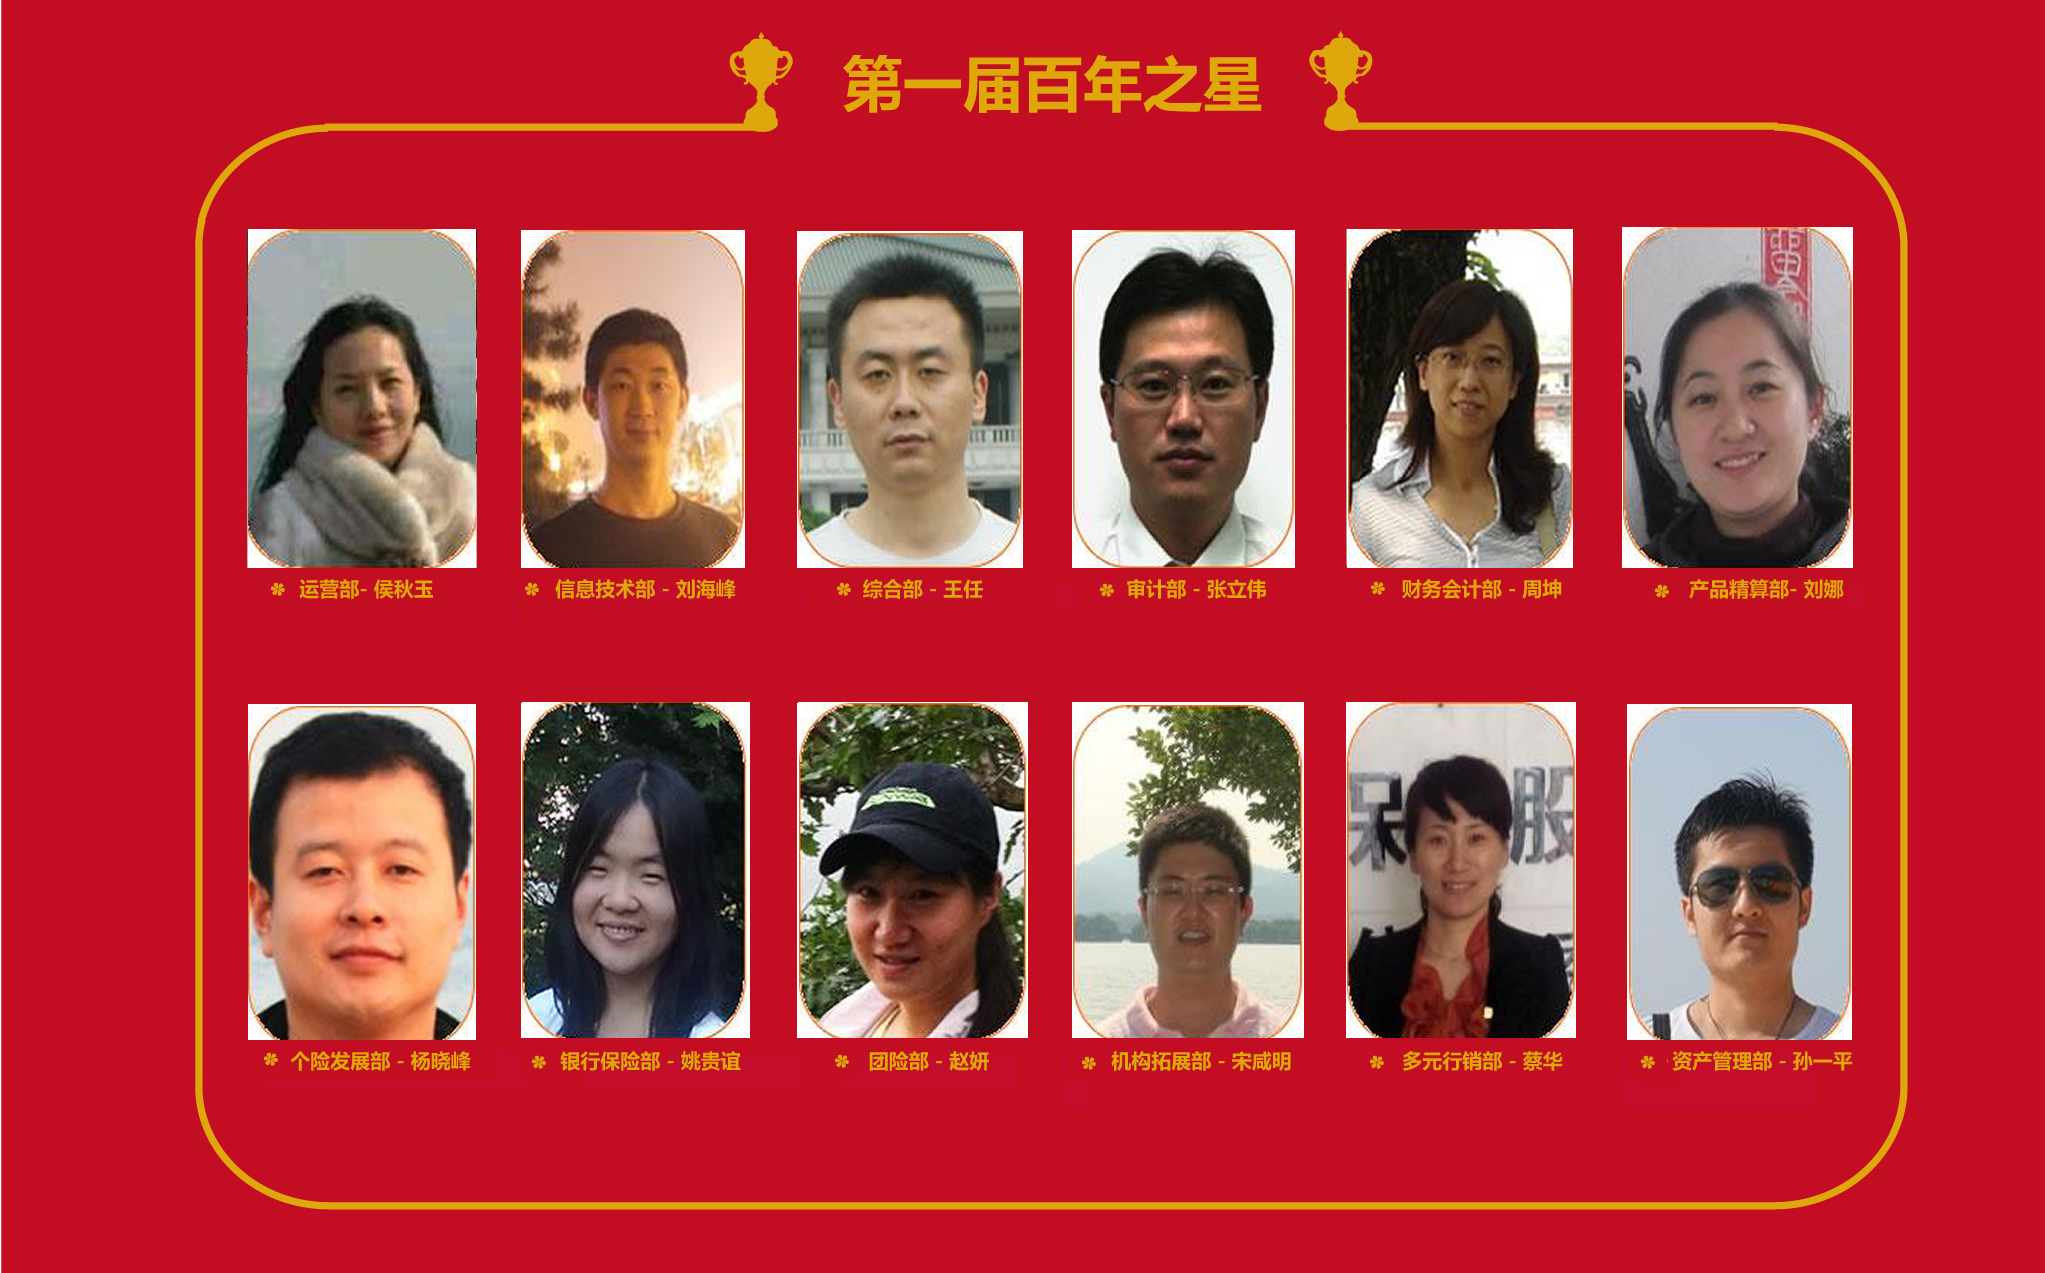 第一届百年之星
运营部- 侯秋玉
信息技术部 - 刘海峰
综合部 - 王任
审计部 - 张立伟
财务会计部 - 周坤
产品精算部- 刘娜
保 股
个险发展部 - 杨晓峰
银行保险部 - 姚贵谊
团险部 - 赵妍
机构拓展部 - 宋咸明
多元行销部 - 蔡华
资产管理部 - 孙一平